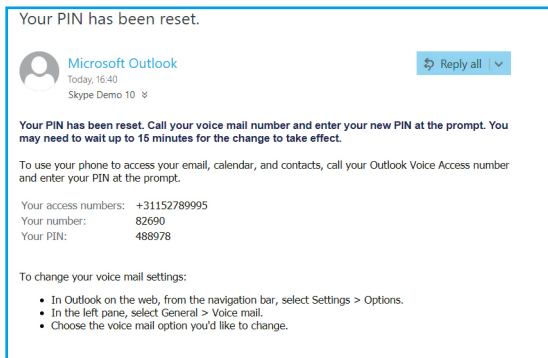 Your PIN has been reset.
Microsoft Outlook
Reply all
Today, 16:40
Skype Demo 10
Your PIN has been reset. Call your voice mail number and enter your new PIN at the prompt. You
may need to wait up to 15 minutes for the change to take effect.
To use your phone to access your email, calendar, and contacts, call your Outlook Voice Access number
and enter your PIN at the prompt.
Your access numbers: +31152789995
Your number: 82690
Your PIN: 488978
To change your voice mail settings:
• In Outlook on the web, from the navigation bar, select Settings > Options.
• In the left pane, select General > Voice mail.
• Choose the voice mail option you'd like to change.